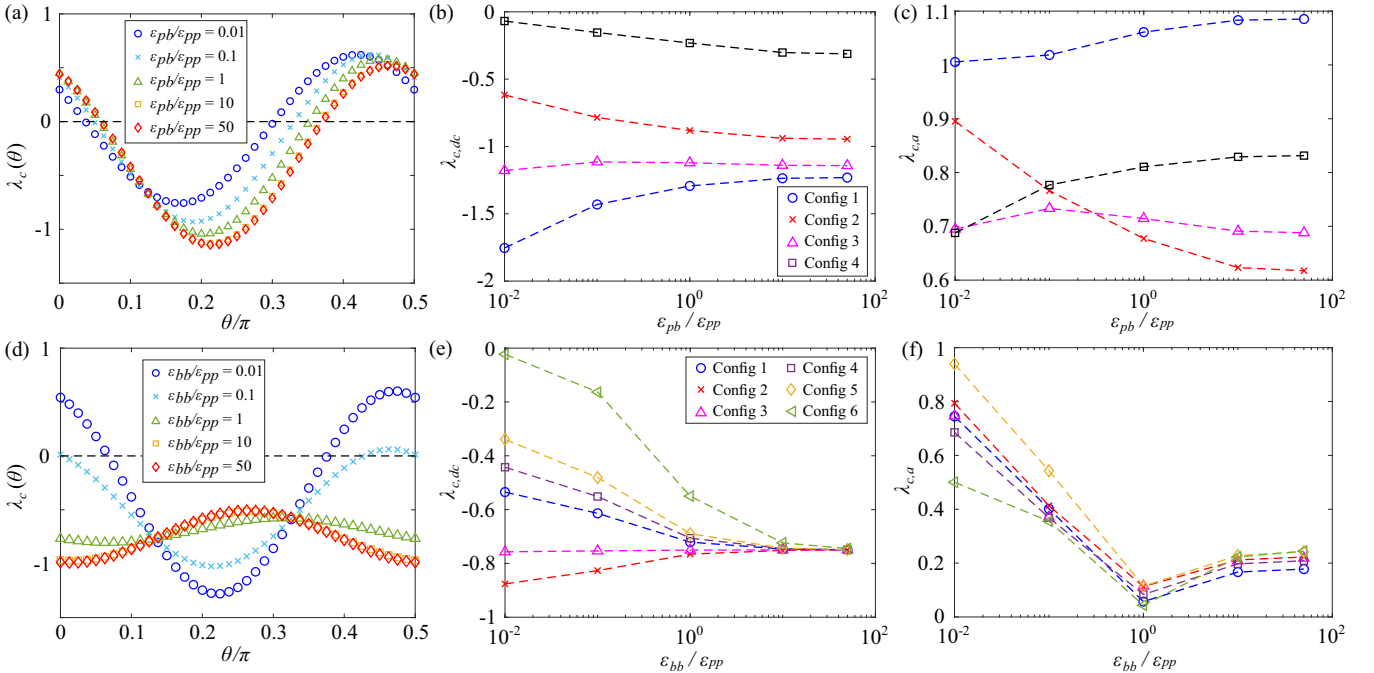 (a)
1
0
-1
λc(θ)
εpb/εpp = 0.01
εpb/εpp = 0.1
εpb/εpp = 1
εpb/εpp = 10
εpb/εpp = 50
0 0.1 0.2 0.3 0.4 0.5
θ/π
(b)
0
-0.5
-1
-1.5
-2
λc,dc
Config 1
Config 2
Config 3
Config 4
10-2 100 102
εpb / εpp
(c)
1.1
1
0.9
0.8
0.7
0.6
λc,a
10-2 100 102
εpb / εpp
(d)
1
0
-1
λc(θ)
εbb/εpp = 0.01
εbb/εpp = 0.1
εbb/εpp = 1
εbb/εpp = 10
εbb/εpp = 50
0 0.1 0.2 0.3 0.4 0.5
θ/π
(e)
0
-0.2
-0.4
-0.6
-0.8
-1
λc,dc
Config 1 Config 4
Config 2 Config 5
Config 3 Config 6
10-2 100 102
εbb / εpp
(f)
1
0.8
0.6
0.4
0.2
0
λc,a
10-2 100 102
εbb / εpp